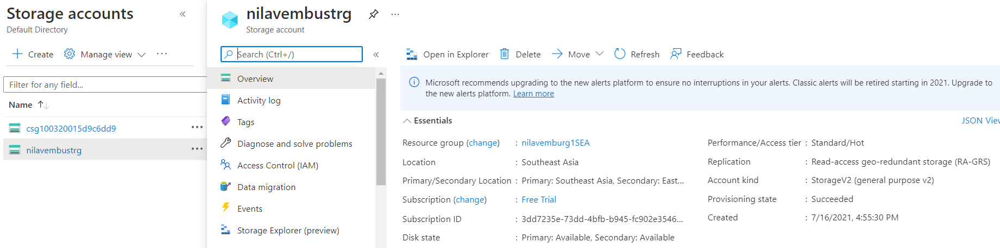 Storage accounts «
Default Directory
+ Create Manage view ···
Filter for any field...
Name ↑↓
csg100320015d9c6dd9 ···
nilavembustrg ···
nilavembustrg ···
Storage account
Search (Ctrl+/) «
Overview
Activity log
Tags
Diagnose and solve problems
Access Control (IAM)
Data migration
Events
Storage Explorer (preview)
Open in Explorer Delete Move Refresh Feedback
Microsoft recommends upgrading to the new alerts platform to ensure no interruptions in your alerts. Classic alerts will be retired starting in 2021. Upgrade to
the new alerts platform. Learn more
Essentials JSON View
Resource group (change) : nilavemburg1SEA
Location : Southeast Asia
Primary/Secondary Location : Primary: Southeast Asia, Secondary: East...
Subscription (change) : Free Trial
Subscription ID : 3dd7235e-73dd-4bfb-b945-fc902e3546...
Disk state : Primary: Available, Secondary: Available
Performance/Access tier : Standard/Hot
Replication : Read-access geo-redundant storage (RA-GRS)
Account kind : StorageV2 (general purpose v2)
Provisioning state : Succeeded
Created : 7/16/2021, 4:55:30 PM